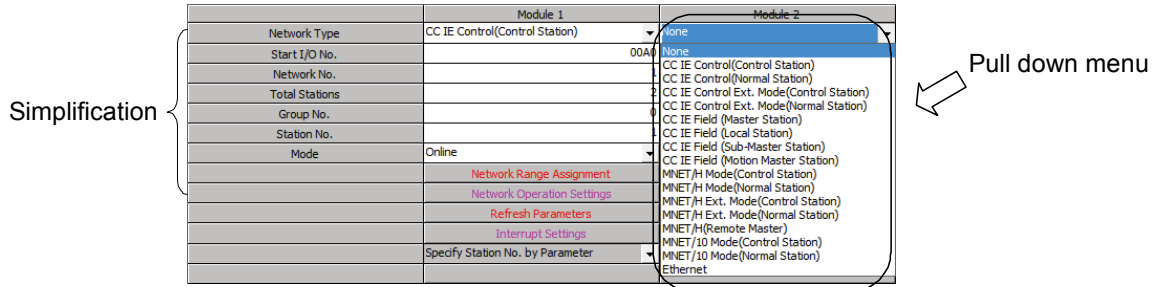 Module 1 Module 2
Network Type CC IE Control(Control Station) None
Start I/O No. 00A0
Network No. 1
Total Stations 2
Group No. 0
Station No. 1
Mode Online
Network Range Assignment
Network Operation Settings
Refresh Parameters
Interrupt Settings
Specify Station No. by Parameter
None
CC IE Control(Control Station)
CC IE Control(Normal Station)
CC IE Control Ext. Mode(Control Station)
CC IE Control Ext. Mode(Normal Station)
CC IE Field (Master Station)
CC IE Field (Local Station)
CC IE Field (Sub-Master Station)
CC IE Field (Motion Master Station)
MNET/H Mode(Control Station)
MNET/H Mode(Normal Station)
MNET/H Ext. Mode(Control Station)
MNET/H Ext. Mode(Normal Station)
MNET/H(Remote Master)
MNET/10 Mode(Control Station)
MNET/10 Mode(Normal Station)
Ethernet
Simplification
Pull down menu